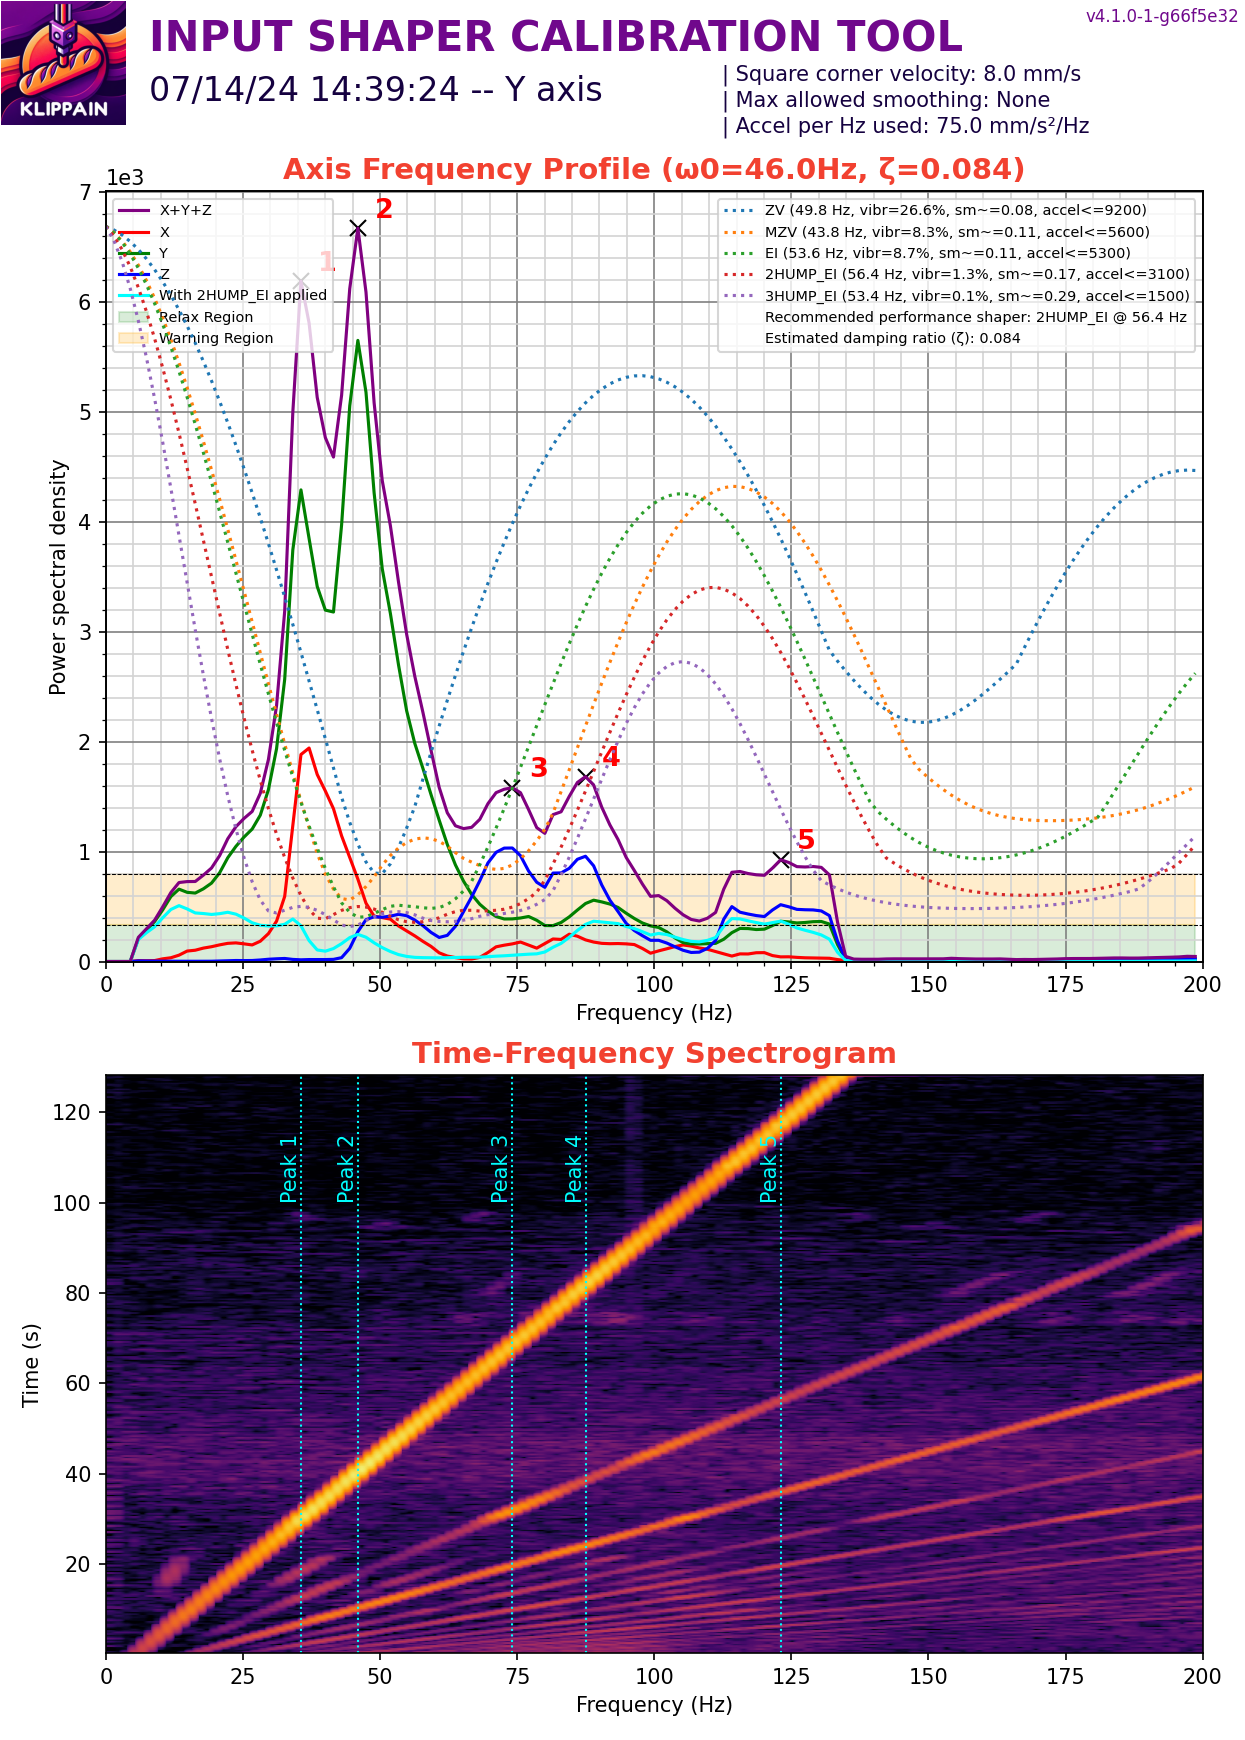 v4.1.0-1-g66f5e32
INPUT SHAPER CALIBRATION TOOL
07/14/24 14:39:24 -- Y axis
| Square corner velocity: 8.0 mm/s
| Max allowed smoothing: None
| Accel per Hz used: 75.0 mm/s²/Hz
KLIPPAIN
Axis Frequency Profile (ω0=46.0Hz, ζ=0.084)
1e3
X+Y+Z
X
Y
Z
With 2HUMP_EI applied
Relax Region
Warning Region
ZV (49.8 Hz, vibr=26.6%, sm~=0.08, accel<=9200)
MZV (43.8 Hz, vibr=8.3%, sm~=0.11, accel<=5600)
EI (53.6 Hz, vibr=8.7%, sm~=0.11, accel<=5300)
2HUMP_EI (56.4 Hz, vibr=1.3%, sm~=0.17, accel<=3100)
3HUMP_EI (53.4 Hz, vibr=0.1%, sm~=0.29, accel<=1500)
Recommended performance shaper: 2HUMP_EI @ 56.4 Hz
Estimated damping ratio (ζ): 0.084
1
2
3
4
5
7
6
5
4
3
2
1
0
Power spectral density
0 25 50 75 100 125 150 175 200
Frequency (Hz)
Time-Frequency Spectrogram
Peak 1
Peak 2
Peak 3
Peak 4
Peak 5
120
100
80
60
40
20
Time (s)
0 25 50 75 100 125 150 175 200
Frequency (Hz)